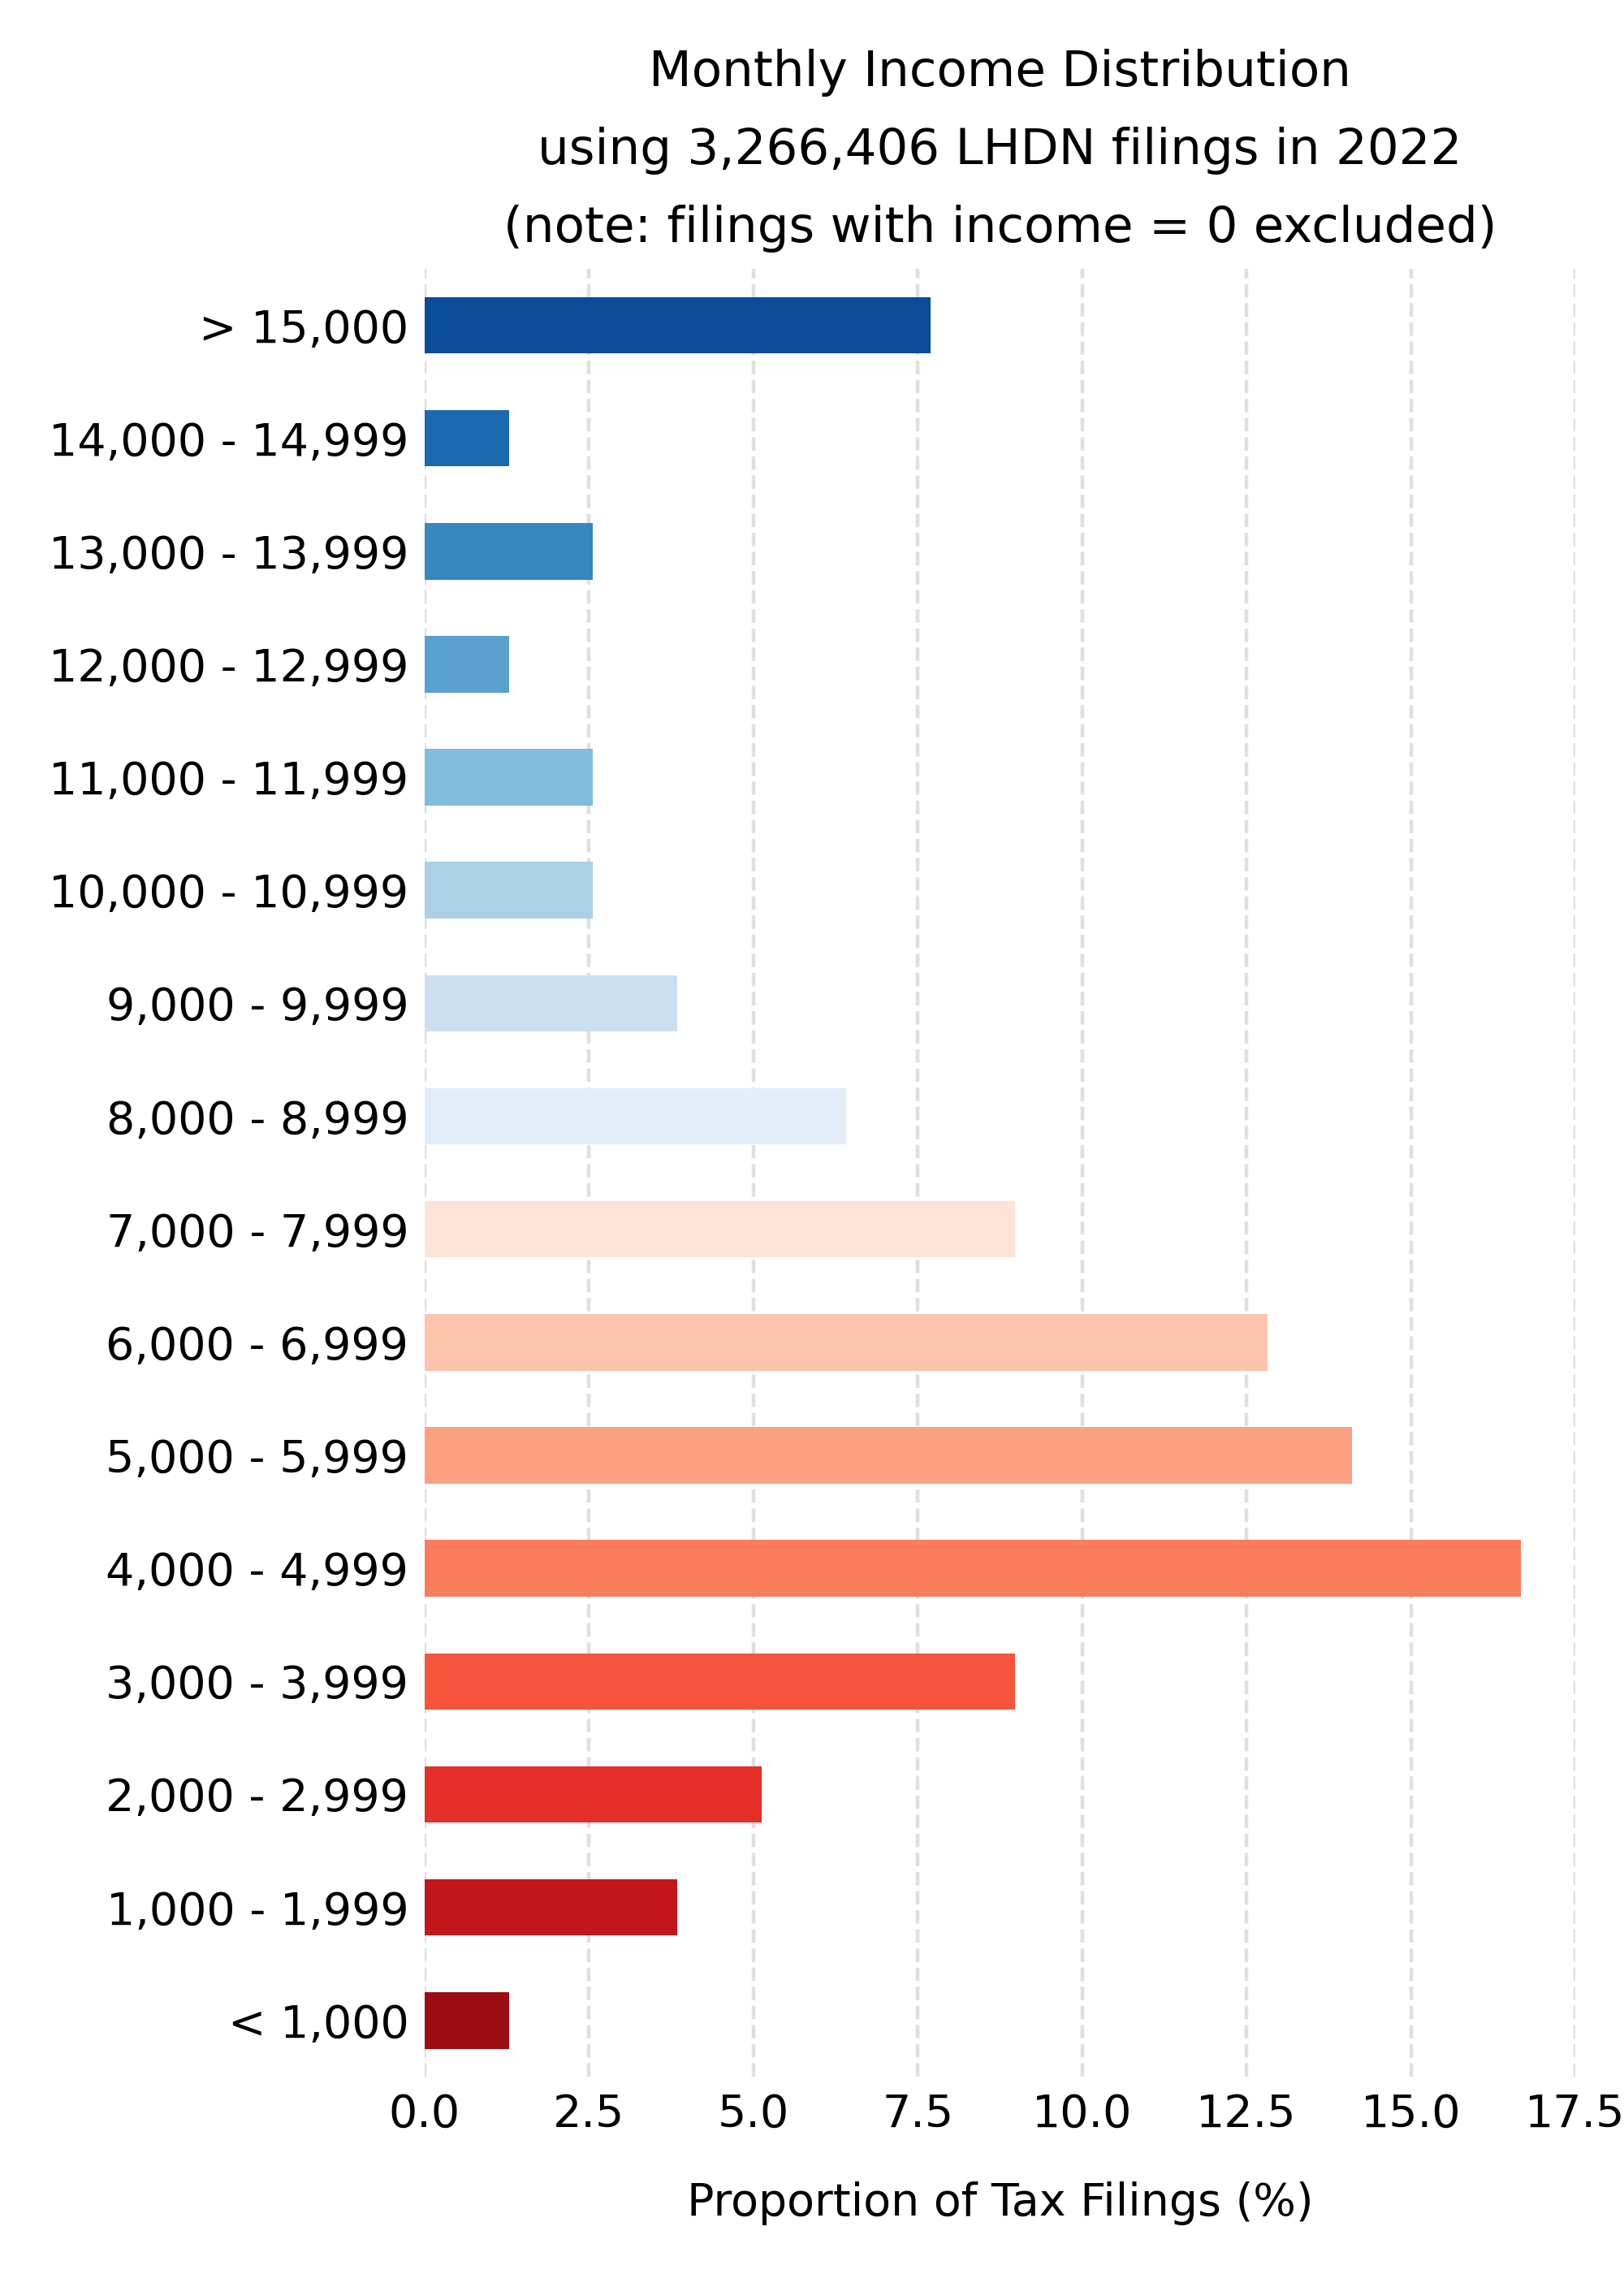 Monthly Income Distribution
using 3,266,406 LHDN filings in 2022
(note: filings with income = 0 excluded)
> 15,000
14,000 - 14,999
13,000 - 13,999
12,000 - 12,999
11,000 - 11,999
10,000 - 10,999
9,000 - 9,999
8,000 - 8,999
7,000 - 7,999
6,000 - 6,999
5,000 - 5,999
4,000 - 4,999
3,000 - 3,999
2,000 - 2,999
1,000 - 1,999
< 1,000
0.0 2.5 5.0 7.5 10.0 12.5 15.0 17.5
Proportion of Tax Filings (%)